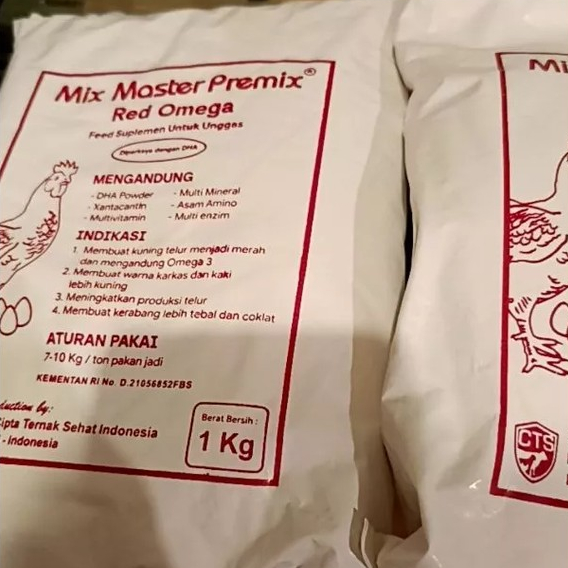 Mix Master Premix®
Red Omega
Feed Suplemen Untuk Unggas
Diperkaya dengan DHA
MENGANDUNG
- DHA Powder - Multi Mineral
- Xantacantin - Asam Amino
- Multivitamin - Multi enzim
INDIKASI
1. Membuat kuning telur menjadi merah
dan mengandung Omega 3
2. Membuat warna karkas dan kaki
lebih kuning
3. Meningkatkan produksi telur
4. Membuat kerabang lebih tebal dan coklat
ATURAN PAKAI
7-10 Kg / ton pakan jadi
KEMENTAN RI No. D.21056852FBS
duction by:
ipta Ternak Sehat Indonesia
- Indonesia
Berat Bersih :
1 Kg
Mi
CTS